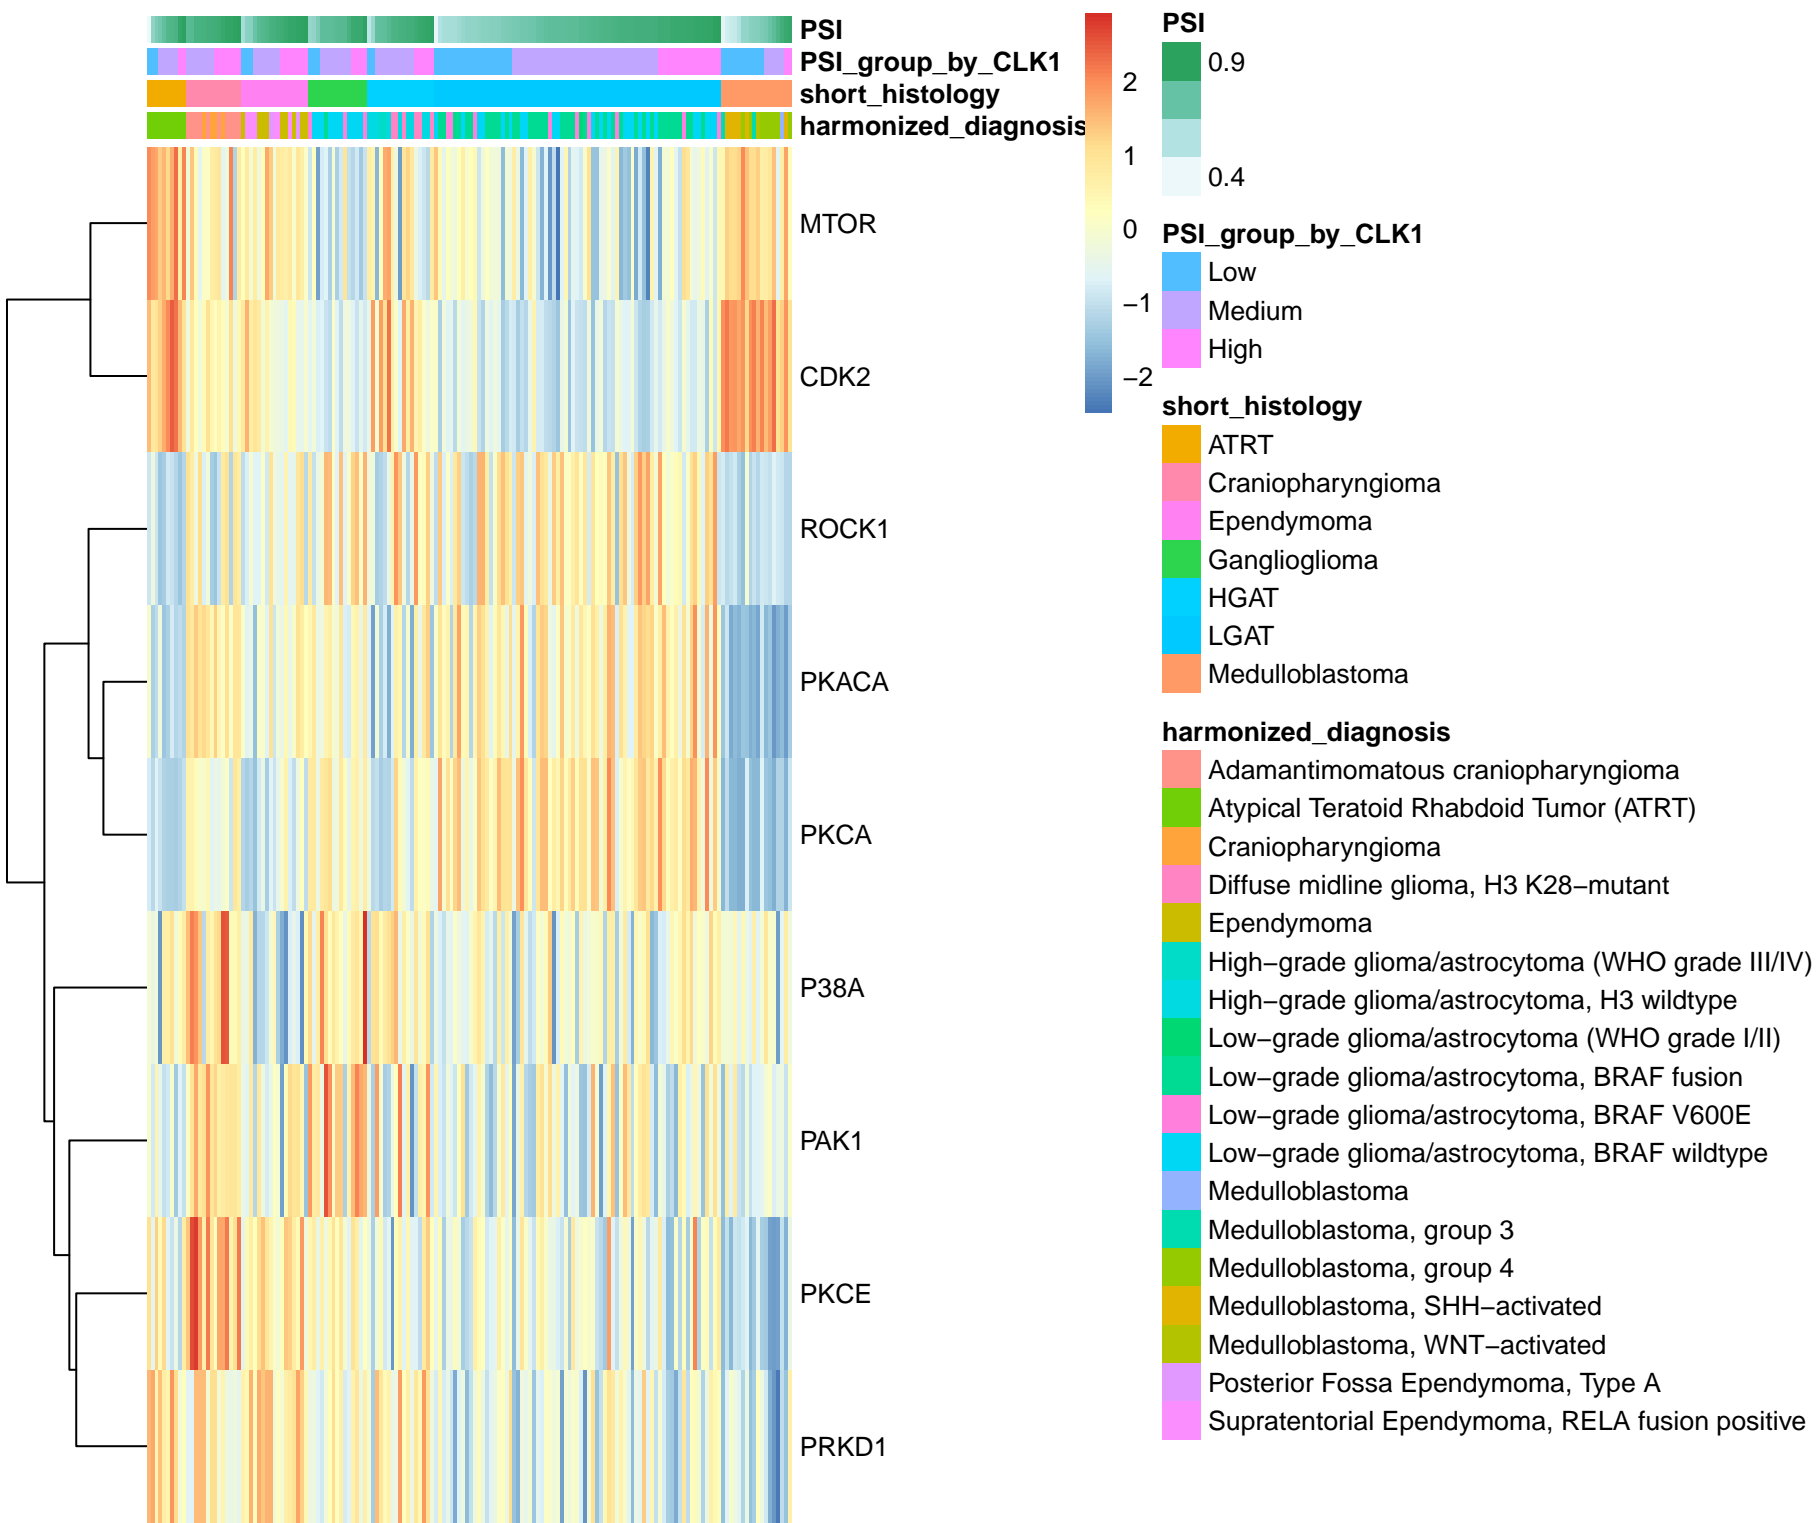 PSI
PSI_group_by_CLK1
short_histology
harmonized_diagnosis
MTOR
CDK2
ROCK1
PKACA
PKCA
P38A
PAK1
PKCE
PRKD1
2
1
0
−1
−2
PSI
0.9
0.4
PSI_group_by_CLK1
Low
Medium
High
short_histology
ATRT
Craniopharyngioma
Ependymoma
Ganglioglioma
HGAT
LGAT
Medulloblastoma
harmonized_diagnosis
Adamantimomatous craniopharyngioma
Atypical Teratoid Rhabdoid Tumor (ATRT)
Craniopharyngioma
Diffuse midline glioma, H3 K28−mutant
Ependymoma
High−grade glioma/astrocytoma (WHO grade III/IV)
High−grade glioma/astrocytoma, H3 wildtype
Low−grade glioma/astrocytoma (WHO grade I/II)
Low−grade glioma/astrocytoma, BRAF fusion
Low−grade glioma/astrocytoma, BRAF V600E
Low−grade glioma/astrocytoma, BRAF wildtype
Medulloblastoma
Medulloblastoma, group 3
Medulloblastoma, group 4
Medulloblastoma, SHH−activated
Medulloblastoma, WNT−activated
Posterior Fossa Ependymoma, Type A
Supratentorial Ependymoma, RELA fusion positive